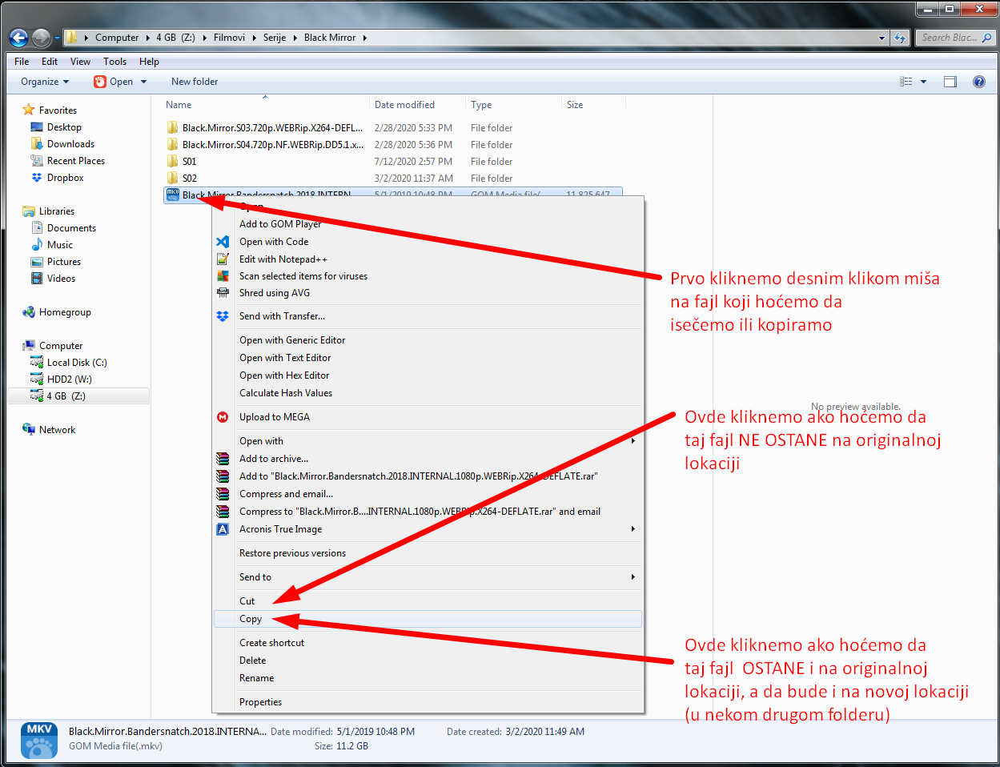 Computer ▸ 4 GB (Z:) ▸ Filmovi ▸ Serije ▸ Black Mirror ▸
Search Blac...
File Edit View Tools Help
Organize Open New folder
Favorites
Desktop
Downloads
Recent Places
Dropbox
Libraries
Documents
Music
Pictures
Videos
Homegroup
Computer
Local Disk (C:)
HDD2 (W:)
4 GB (Z:)
Network
Name Date modified Type Size
Black.Mirror.S03.720p.WEBRip.X264-DEFL... 2/28/2020 5:33 PM File folder
Black.Mirror.S04.720p.NF.WEBRip.DD5.1.x... 2/28/2020 5:36 PM File folder
S01 7/12/2020 2:57 PM File folder
S02 3/2/2020 11:37 AM File folder
Black.Mirror.Bandersnatch.2018.INTERN... 5/1/2019 10:48 PM GOM Media file(... 11,825,647...
Open
Add to GOM Player
Open with Code
Edit with Notepad++
Scan selected items for viruses
Shred using AVG
Send with Transfer...
Open with Generic Editor
Open with Text Editor
Open with Hex Editor
Calculate Hash Values
Upload to MEGA
Open with
Add to archive...
Add to "Black.Mirror.Bandersnatch.2018.INTERNAL.1080p.WEBRip.X264-DEFLATE.rar"
Compress and email...
Compress to "Black.Mirror.B....INTERNAL.1080p.WEBRip.X264-DEFLATE.rar" and email
Acronis True Image
Restore previous versions
Send to
Cut
Copy
Create shortcut
Delete
Rename
Properties
Prvo kliknemo desnim klikom miša
na fajl koji hoćemo da
isečemo ili kopiramo
No preview available.
Ovde kliknemo ako hoćemo da
taj fajl NE OSTANE na originalnoj
lokaciji
Ovde kliknemo ako hoćemo da
taj fajl OSTANE i na originalnoj
lokaciji, a da bude i na novoj lokaciji
(u nekom drugom folderu)
MKV
Black.Mirror.Bandersnatch.2018.INTERNA... Date modified: 5/1/2019 10:48 PM Date created: 3/2/2020 11:49 AM
GOM Media file(.mkv) Size: 11.2 GB